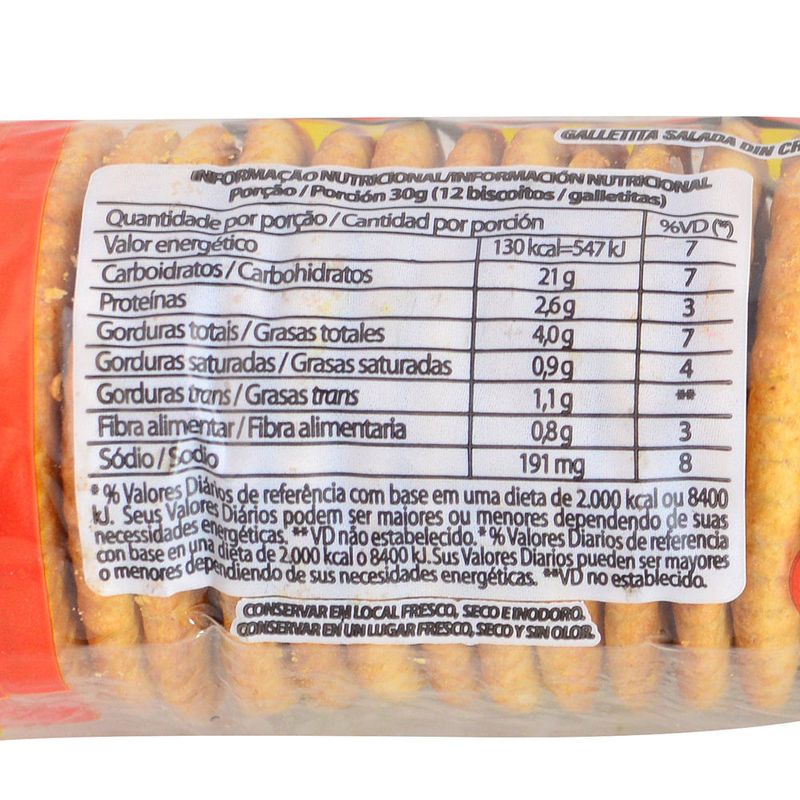 GALLETITA SALADA DIN CR
INFORMAÇAO NUTRICIONAL/INFORMACIÓN NUTRICIONAL
Porção / Porción 30g (12 biscoitos / galletitas)
Quantidade por porção / Cantidad por porción %VD (*)
Valor energético 130 kcal=547 kJ 7
Carboidratos / Carbohidratos 21 g 7
Proteínas 2,6 g 3
Gorduras totais / Grasas totales 4,0 g 7
Gorduras saturadas / Grasas saturadas 0,9 g 4
Gorduras trans / Grasas trans 1,1 g **
Fibra alimentar / Fibra alimentaria 0,8 g 3
Sódio / Sodio 191 mg 8
* % Valores Diários de referência com base em uma dieta de 2.000 kcal ou 8400
kJ. Seus Valores Diários podem ser maiores ou menores dependendo de suas
necessidades energéticas. ** VD não estabelecido. * % Valores Diarios de referencia
con base en una dieta de 2.000 kcal o 8400 kJ. Sus Valores Diarios pueden ser mayores
o menores dependiendo de sus necesidades energéticas. **VD no establecido.
CONSERVAR EM LOCAL FRESCO, SECO E INODORO.
CONSERVAR EN UN LUGAR FRESCO, SECO Y SIN OLOR.